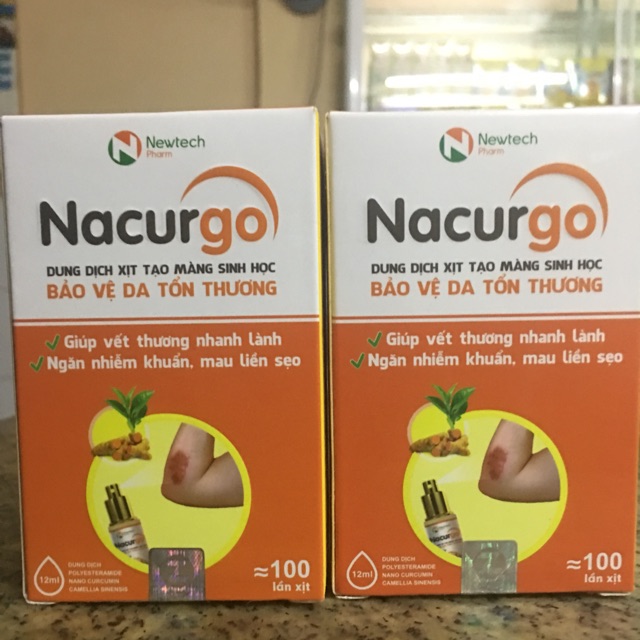 Newtech
Pharm
Nacurgo
DUNG DỊCH XỊT TẠO MÀNG SINH HỌC
BẢO VỆ DA TỔN THƯƠNG
Giúp vết thương nhanh lành
Ngăn nhiễm khuẩn, mau liền sẹo
Nacurgo
12ml
DUNG DỊCH
POLYESTERAMIDE
NANO CURCUMIN
CAMELLIA SINENSIS
≈100
lần xịt
Newtech
Pharm
Nacurgo
DUNG DỊCH XỊT TẠO MÀNG SINH HỌC
BẢO VỆ DA TỔN THƯƠNG
Giúp vết thương nhanh lành
Ngăn nhiễm khuẩn, mau liền sẹo
Nacurgo
12ml
DUNG DỊCH
POLYESTERAMIDE
NANO CURCUMIN
CAMELLIA SINENSIS
≈100
lần xịt